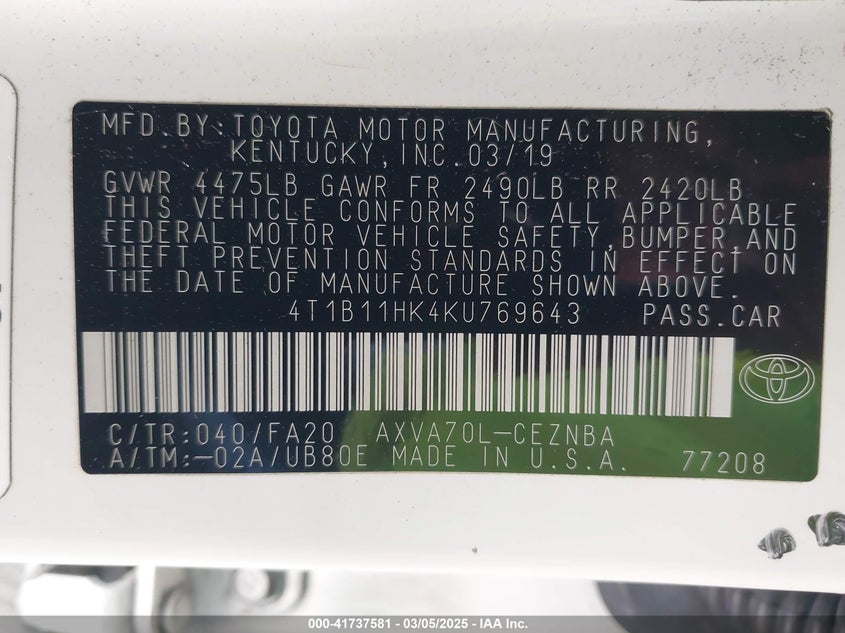 MFD.BY:TOYOTA MOTOR MANUFACTURING,
KENTUCKY,INC.03/19
GVWR 4475LB GAWR FR 2490LB RR 2420LB
THIS VEHICLE CONFORMS TO ALL APPLICABLE
FEDERAL MOTOR VEHICLE SAFETY,BUMPER,AND
THEFT PREVENTION STANDARDS IN EFFECT ON
THE DATE OF MANUFACTURE SHOWN ABOVE.
4T1B11HK4KU769643 PASS.CAR
C/TR:040/FA20 AXVA70L-CEZNBA
A/TM:-02A/UB80E MADE IN U.S.A. 77208
000-41737581 - 03/05/2025 - IAA Inc.